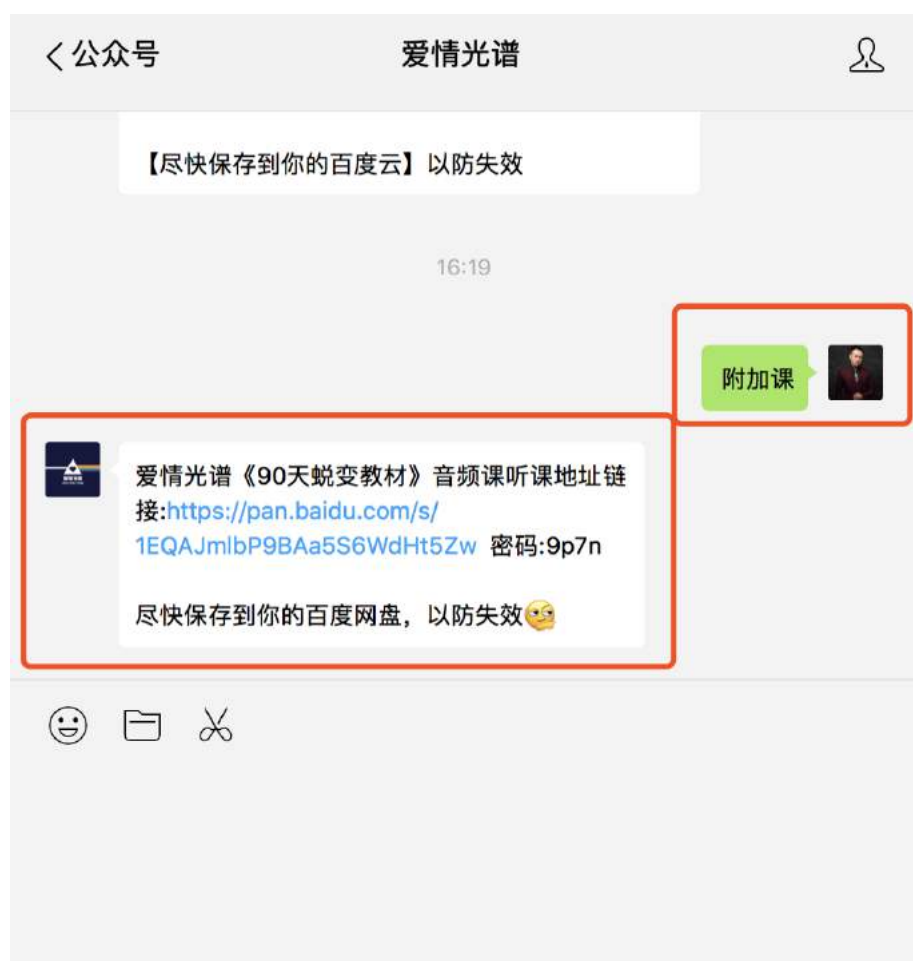 公众号
爱情光谱
【尽快保存到你的百度云】以防失效
16:19
附加课
爱情光谱《90天蜕变教材》音频课听课地址链
接:https://pan.baidu.com/s/
1EQAJmlbP9BAa5S6WdHt5Zw 密码:9p7n
尽快保存到你的百度网盘，以防失效